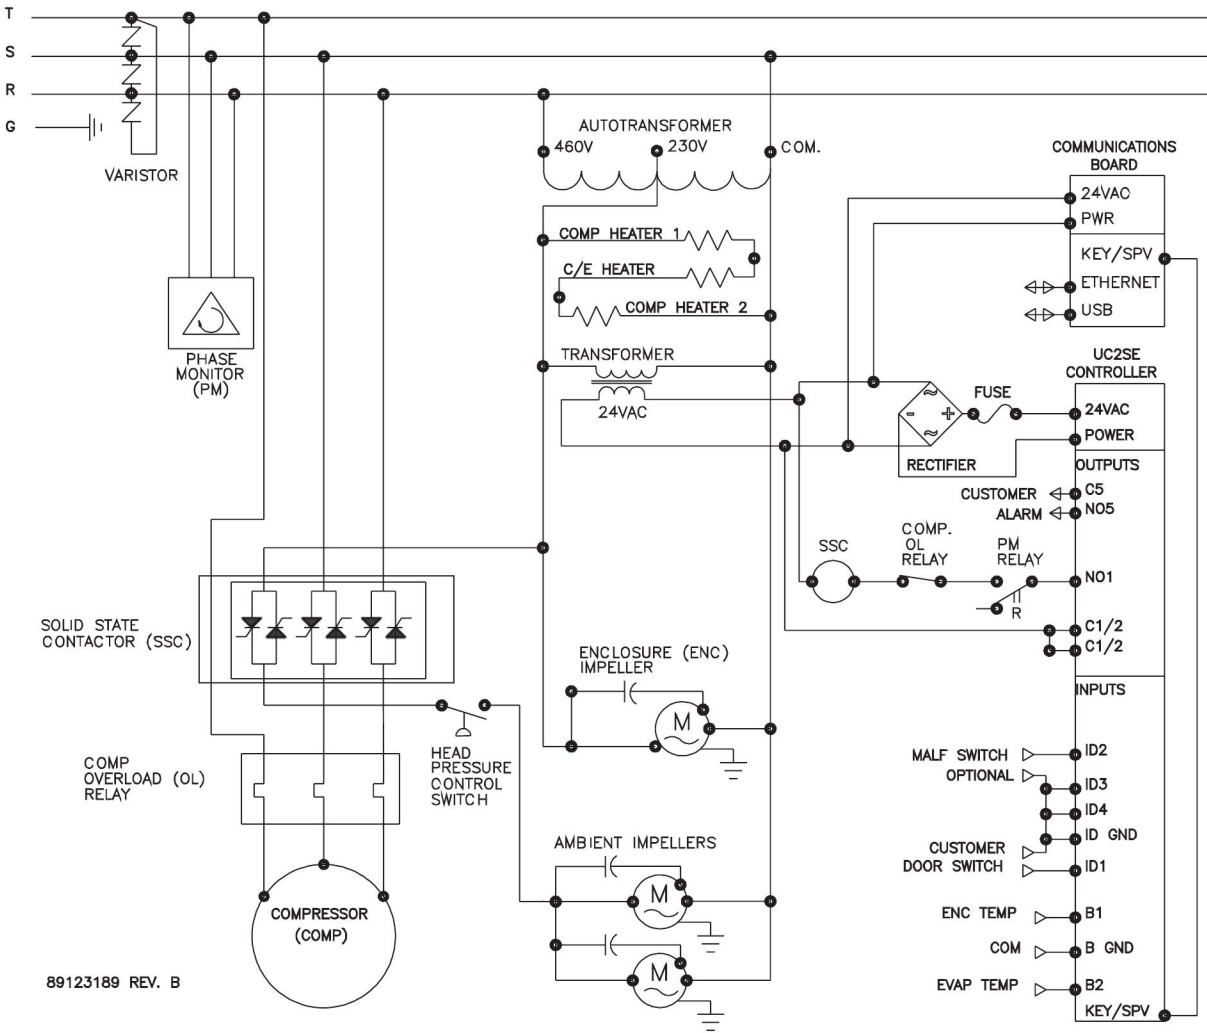 T
S
R
G
VARISTOR
AUTOTRANSFORMER
460V
230V
COM.
COMP HEATER 1
C/E HEATER
COMP HEATER 2
TRANSFORMER
24VAC
PHASE
MONITOR
(PM)
COMMUNICATIONS
BOARD
24VAC
PWR
KEY/SPV
ETHERNET
USB
UC2SE
CONTROLLER
FUSE
24VAC
POWER
- +
RECTIFIER
OUTPUTS
CUSTOMER
ALARM
C5
NO5
SSC
COMP.
OL
RELAY
PM
RELAY
R
NO1
C1/2
C1/2
SOLID STATE
CONTACTOR (SSC)
ENCLOSURE (ENC)
IMPELLER
M
INPUTS
HEAD
PRESSURE
CONTROL
SWITCH
COMP
OVERLOAD (OL)
RELAY
MALF SWITCH
OPTIONAL
ID2
ID3
ID4
ID GND
CUSTOMER
DOOR SWITCH
ID1
AMBIENT IMPELLERS
M
M
COMPRESSOR
(COMP)
ENC TEMP
B1
COM
B GND
EVAP TEMP
B2
KEY/SPV
89123189 REV. B